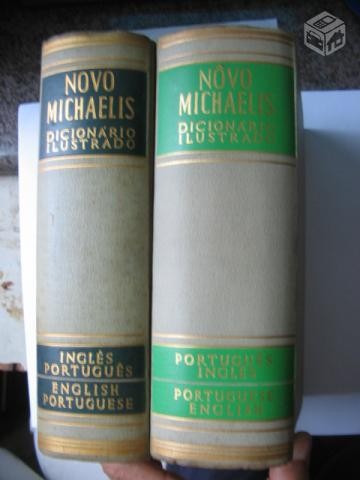 NOVO
MICHAELIS
DICIONÁRIO
ILUSTRADO
INGLÊS
PORTUGUÊS
ENGLISH
PORTUGUESE
NÔVO
MICHAELIS
DICIONÁRIO
ILUSTRADO
PORTUGUÊS
INGLÊS
PORTUGUESE
ENGLISH